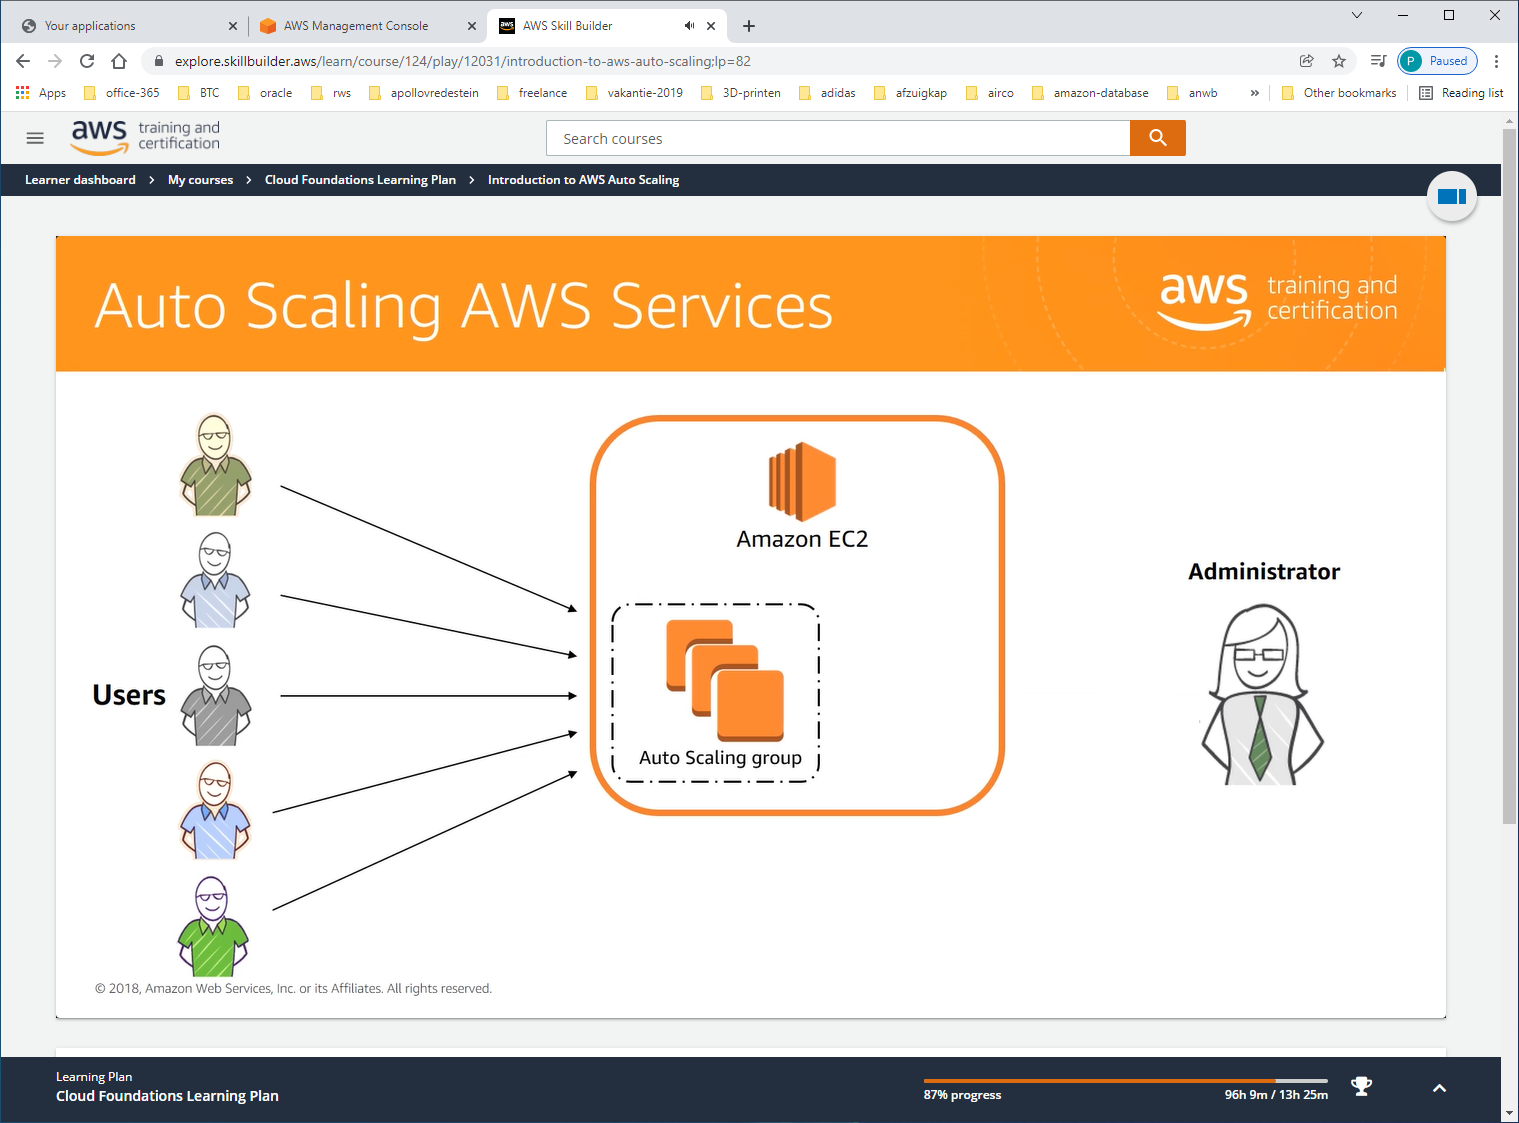 Your applications
AWS Management Console
aws
AWS Skill Builder
explore.skillbuilder.aws/learn/course/124/play/12031/introduction-to-aws-auto-scaling;lp=82
P Paused
Apps
office-365
BTC
oracle
rws
apollovredestein
freelance
vakantie-2019
3D-printen
adidas
afzuigkap
airco
amazon-database
anwb
»
Other bookmarks
Reading list
aws training and
certification
Search courses
Learner dashboard > My courses > Cloud Foundations Learning Plan > Introduction to AWS Auto Scaling
Auto Scaling AWS Services
aws training and
certification
Amazon EC2
Administrator
Users
Auto Scaling group
© 2018, Amazon Web Services, Inc. or its Affiliates. All rights reserved.
Learning Plan
Cloud Foundations Learning Plan
87% progress
96h 9m / 13h 25m